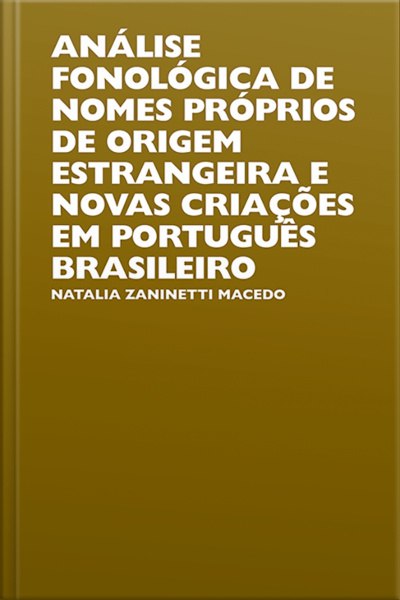 ANÁLISE
FONOLÓGICA DE
NOMES PRÓPRIOS
DE ORIGEM
ESTRANGEIRA E
NOVAS CRIAÇÕES
EM PORTUGUÊS
BRASILEIRO
NATALIA ZANINETTI MACEDO